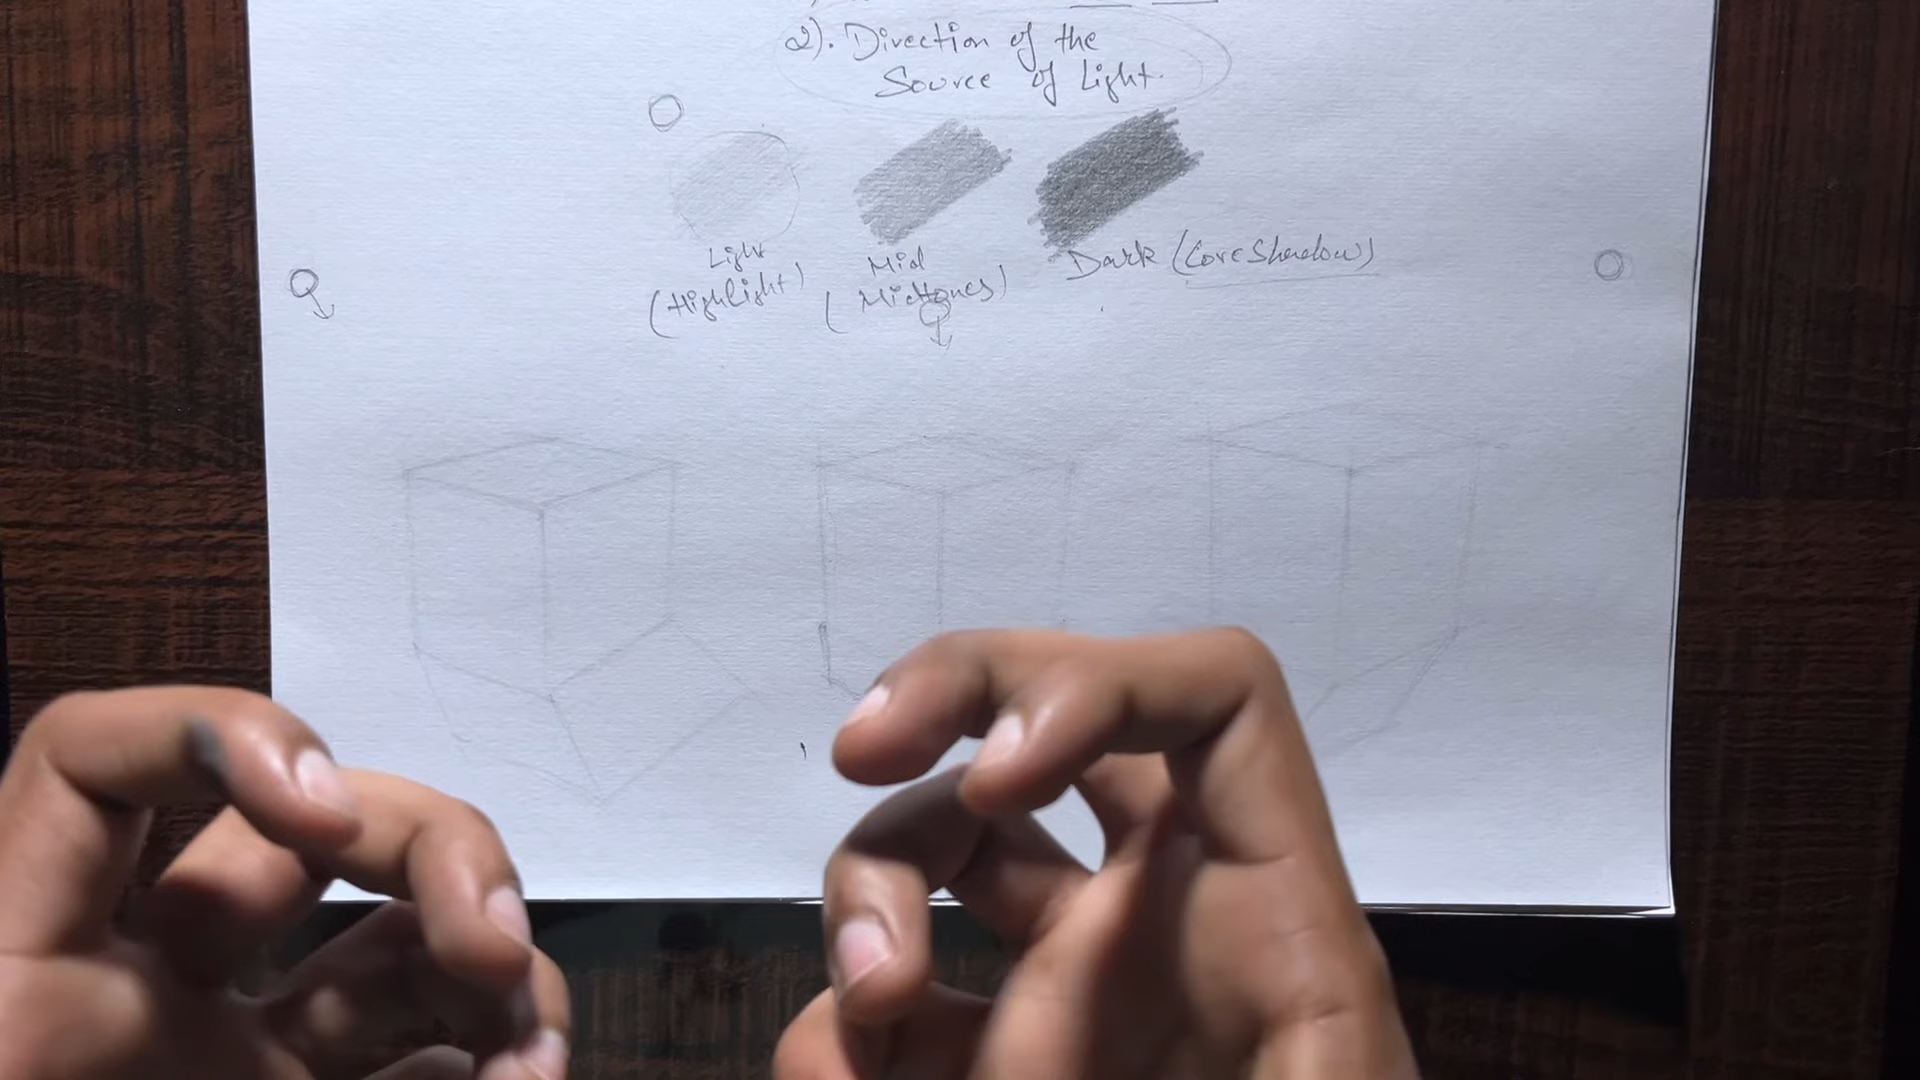 2). Direction of the
Source of Light.
Light
(Highlight)
Mid
(Midtones)
Dark (Core Shadow)